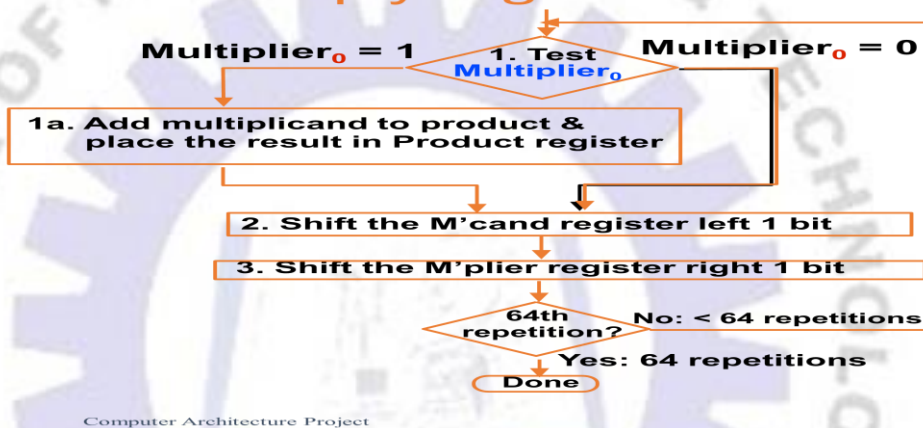 Multiplier0 = 1
1. Test
Multiplier0
Multiplier0 = 0
1a. Add multiplicand to product &
place the result in Product register
2. Shift the M'cand register left 1 bit
3. Shift the M'plier register right 1 bit
64th
repetition?
No: < 64 repetitions
Yes: 64 repetitions
Done
Computer Architecture Project